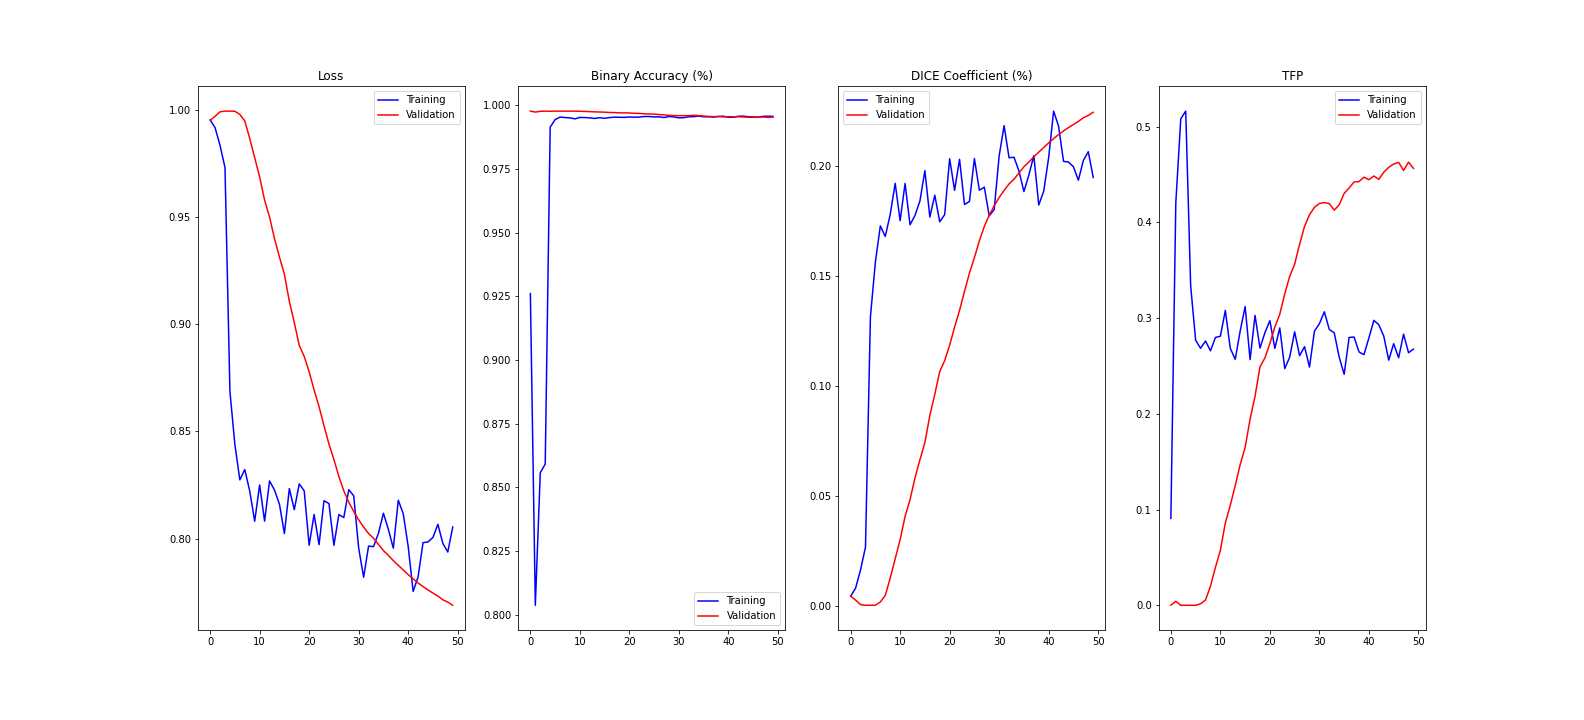 Loss
Training
Validation
1.00
0.95
0.90
0.85
0.80
0 10 20 30 40 50
Binary Accuracy (%)
1.000
0.975
0.950
0.925
0.900
0.875
0.850
0.825
0.800
Training
Validation
0 10 20 30 40 50
DICE Coefficient (%)
Training
Validation
0.20
0.15
0.10
0.05
0.00
0 10 20 30 40 50
TFP
Training
Validation
0.5
0.4
0.3
0.2
0.1
0.0
0 10 20 30 40 50